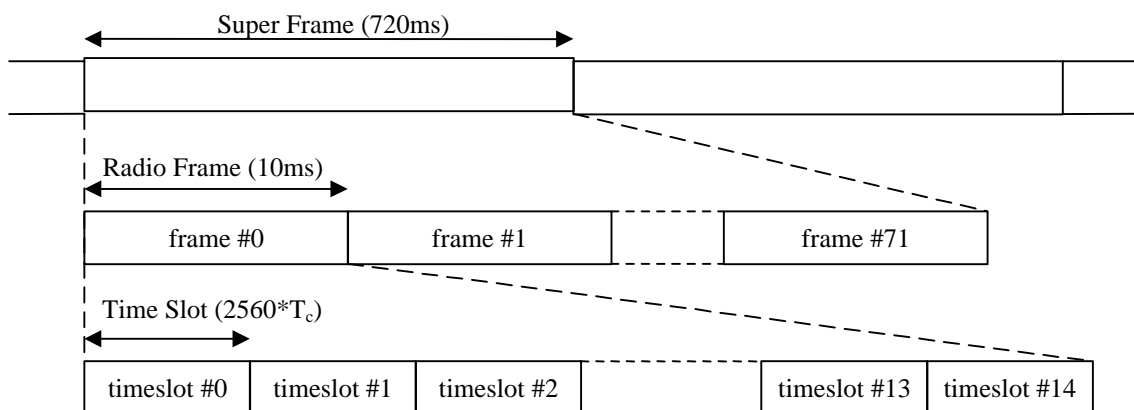 Super Frame (720ms)
Radio Frame (10ms)
frame #0 frame #1 frame #71
Time Slot (2560*Tc)
timeslot #0 timeslot #1 timeslot #2 timeslot #13 timeslot #14